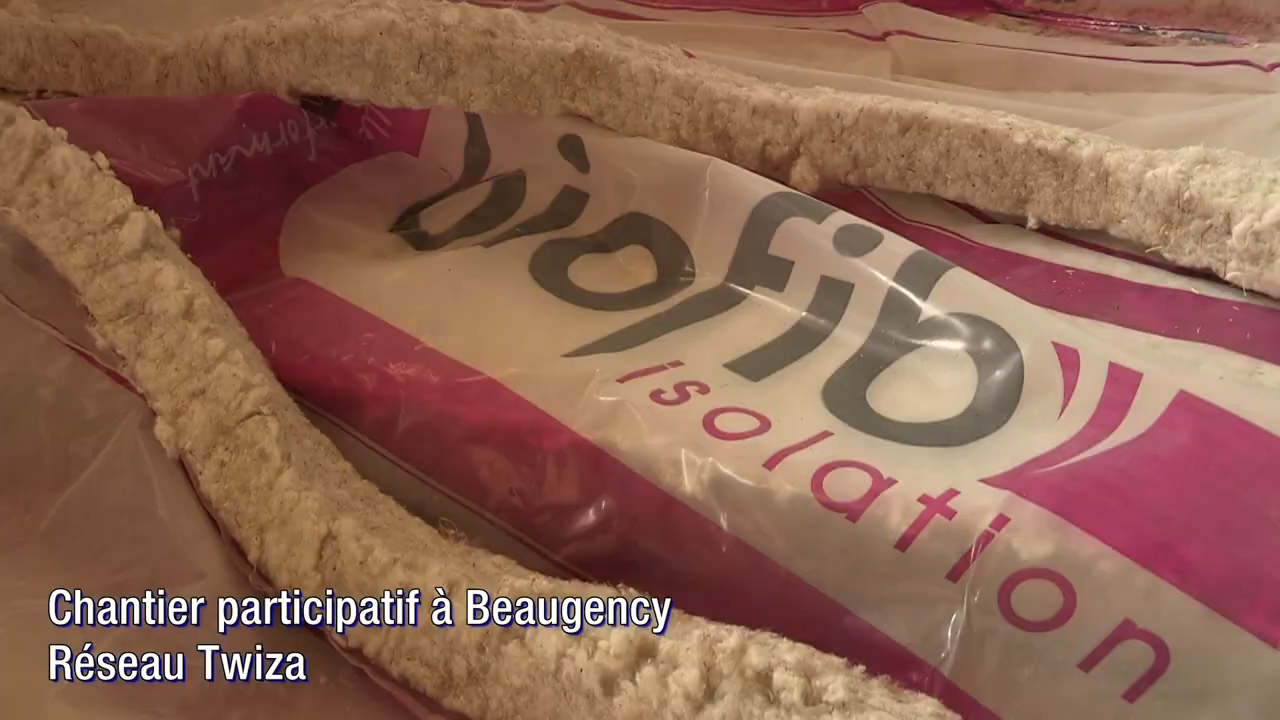 biofib
isolation
Chantier participatif à Beaugency
Réseau Twiza